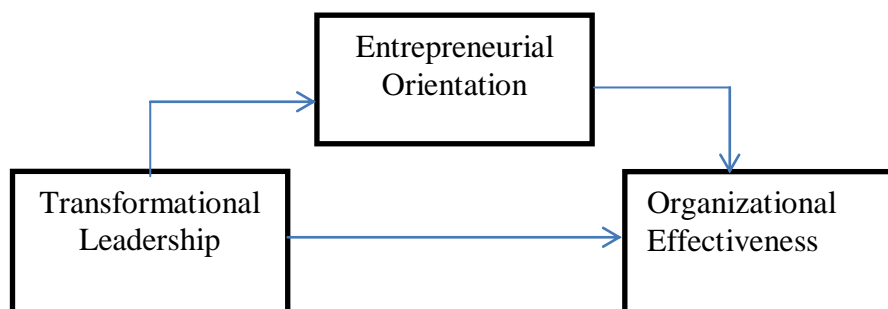 Entrepreneurial
Orientation
Transformational
Leadership
Organizational
Effectiveness